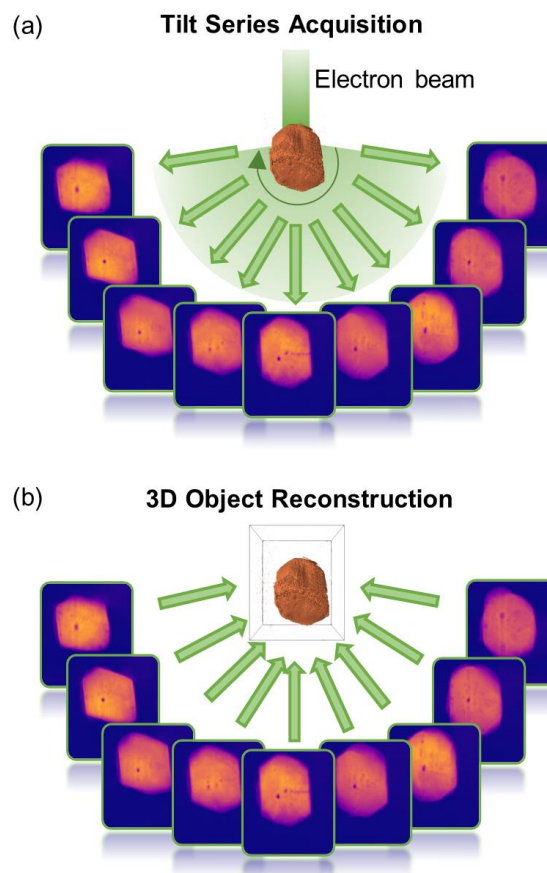 (a)
Tilt Series Acquisition
Electron beam
(b)
3D Object Reconstruction